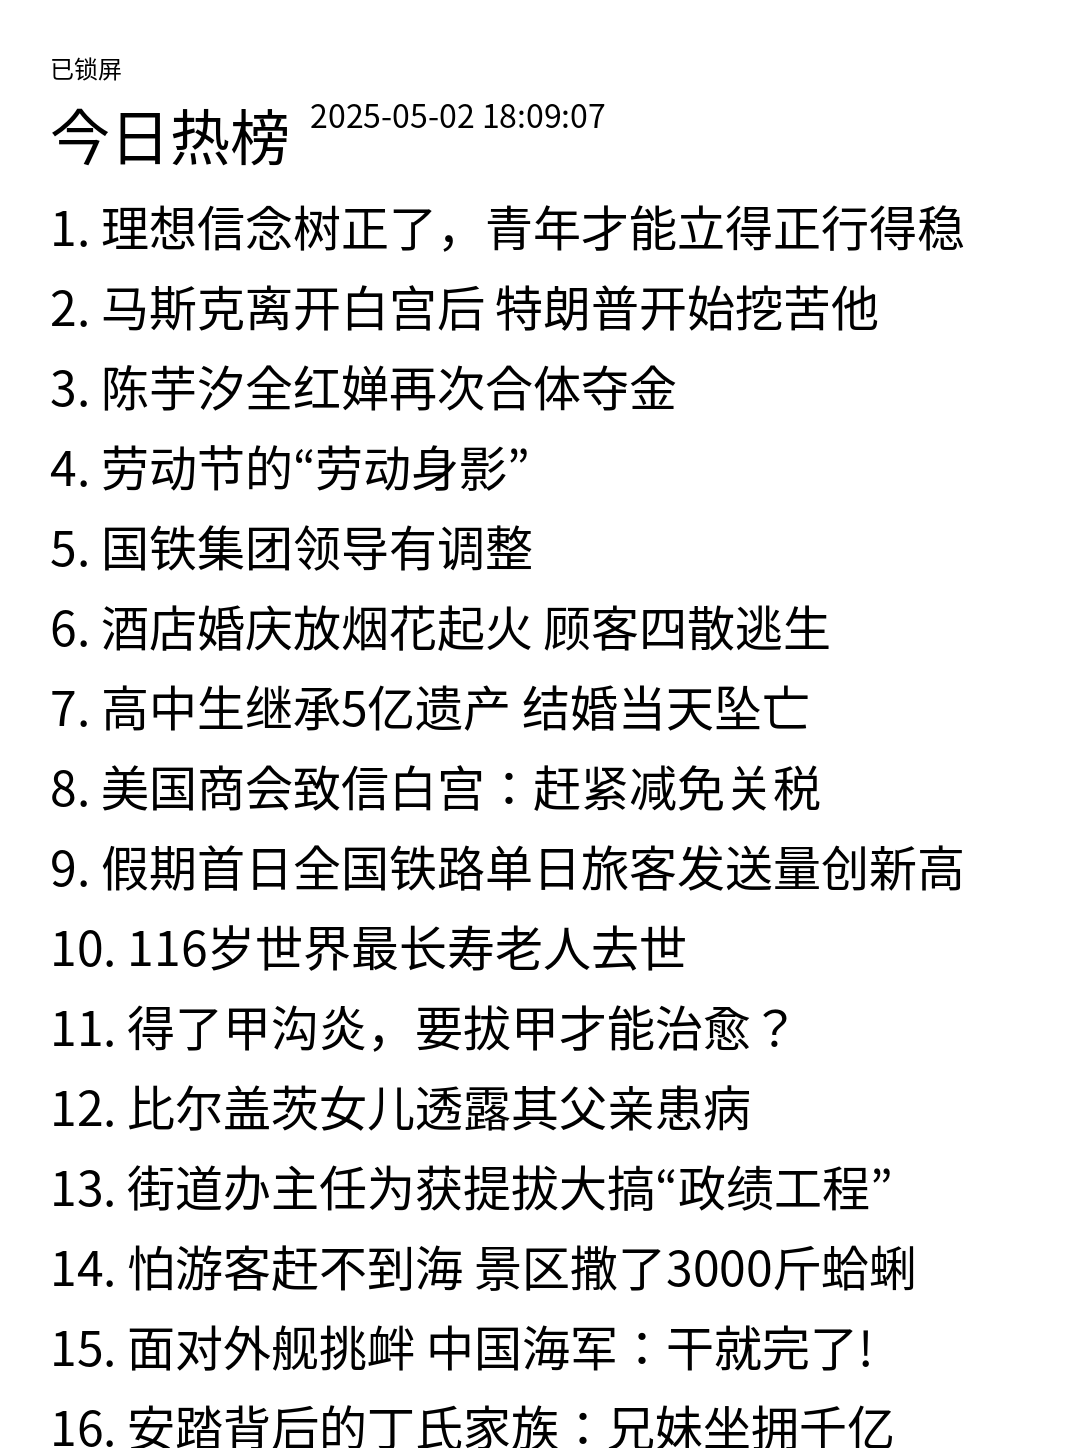 已锁屏
今日热榜 2025-05-02 18:09:07
1. 理想信念树正了，青年才能立得正行得稳
2. 马斯克离开白宫后 特朗普开始挖苦他
3. 陈芋汐全红婵再次合体夺金
4. 劳动节的“劳动身影”
5. 国铁集团领导有调整
6. 酒店婚庆放烟花起火 顾客四散逃生
7. 高中生继承5亿遗产 结婚当天坠亡
8. 美国商会致信白宫：赶紧减免关税
9. 假期首日全国铁路单日旅客发送量创新高
10. 116岁世界最长寿老人去世
11. 得了甲沟炎，要拔甲才能治愈？
12. 比尔盖茨女儿透露其父亲患病
13. 街道办主任为获提拔大搞“政绩工程”
14. 怕游客赶不到海 景区撒了3000斤蛤蜊
15. 面对外舰挑衅 中国海军：干就完了!
16. 安踏背后的丁氏家族：兄妹坐拥千亿